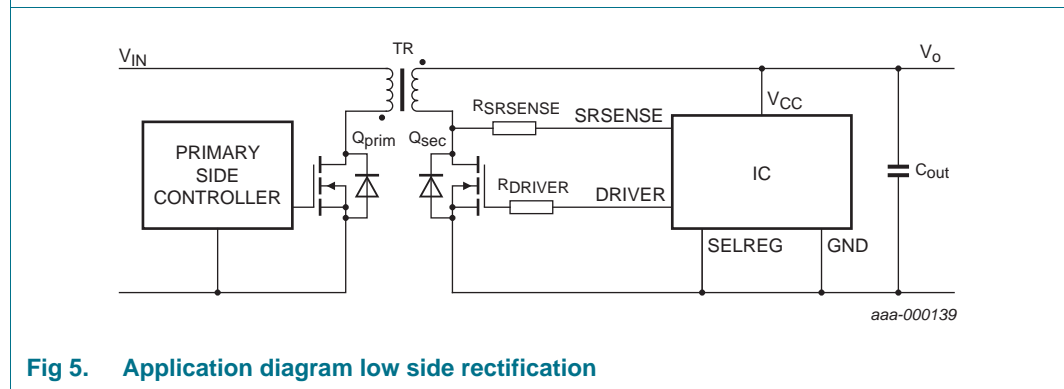 TR
V_IN
V_o
V_CC
R_SRSENSE
SRSENSE
Q_prim
Q_sec
PRIMARY
SIDE
CONTROLLER
IC
C_out
R_DRIVER
DRIVER
SELREG
GND
aaa-000139
Fig 5. Application diagram low side rectification